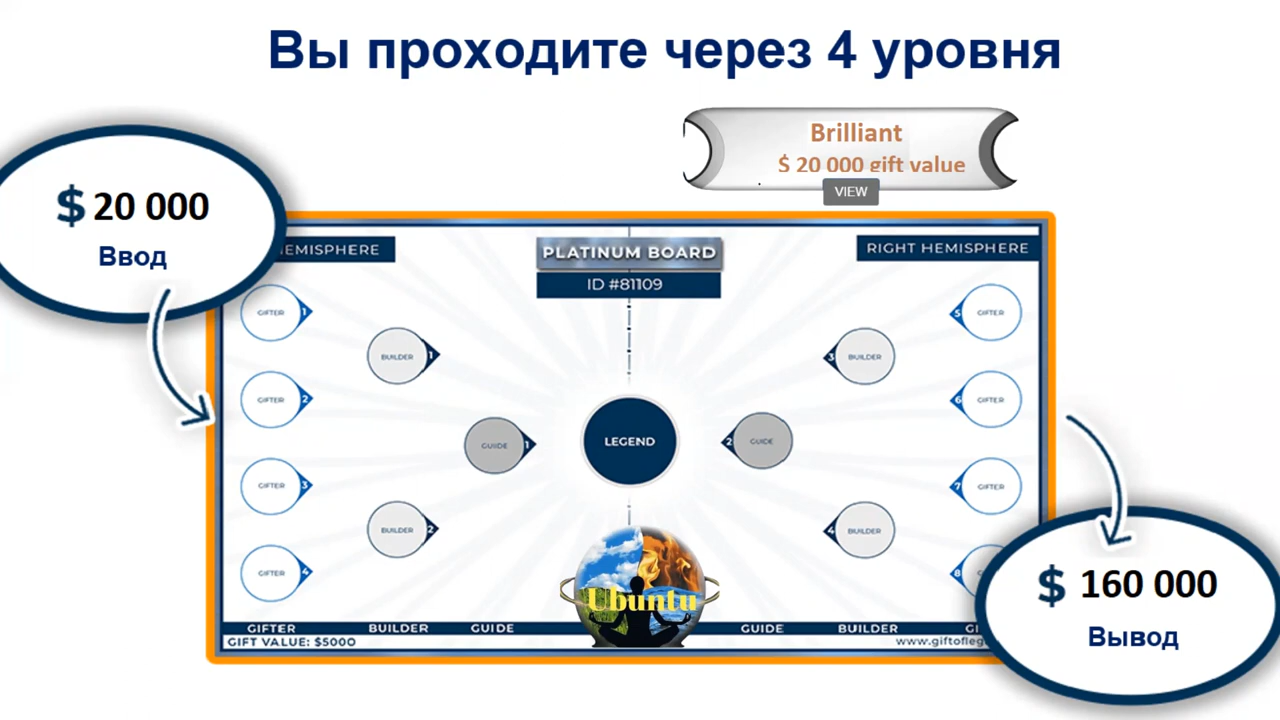 Вы проходите через 4 уровня
Brilliant
$ 20 000 gift value
VIEW
$ 20 000
Ввод
EMISPHERE
PLATINUM BOARD
ID #81109
RIGHT HEMISPHERE
GIFTER 1
5 GIFTER
BUILDER 1
3 BUILDER
GIFTER 2
6 GIFTER
GUIDE 1
LEGEND
2 GUIDE
GIFTER 3
7 GIFTER
BUILDER 2
4 BUILDER
GIFTER 4
8
$ 160 000
Вывод
Ubuntu
GIFTER
BUILDER
GUIDE
GUIDE
BUILDER
GI
GIFT VALUE: $5000
www.giftofleg